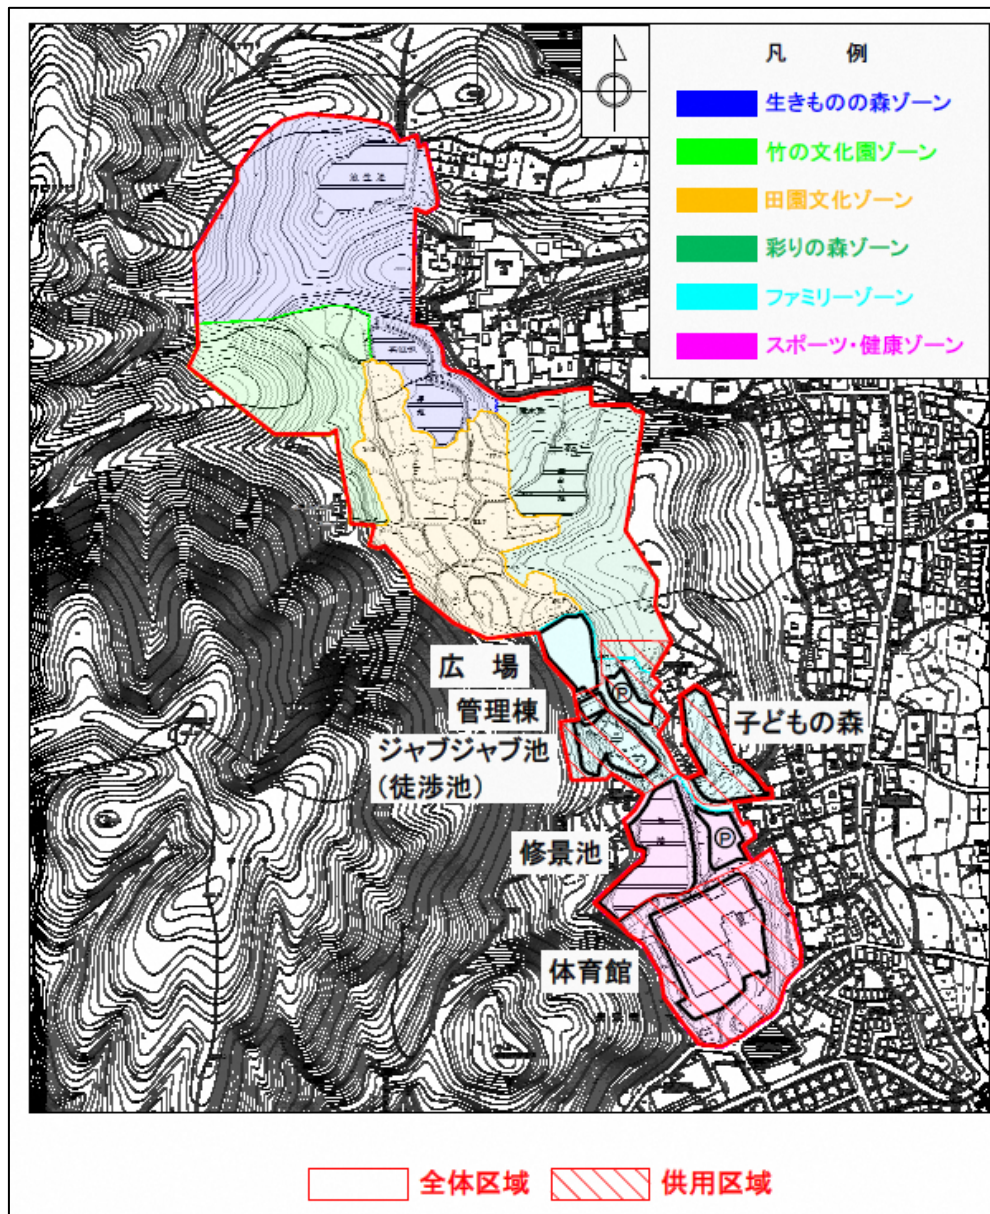 凡 例
生きものの森ゾーン
竹の文化園ゾーン
田園文化ゾーン
彩りの森ゾーン
ファミリーゾーン
スポーツ・健康ゾーン
広 場
P
管理棟
子どもの森
ジャブジャブ池
(徒渉池)
P
修景池
体育館
全体区域
供用区域